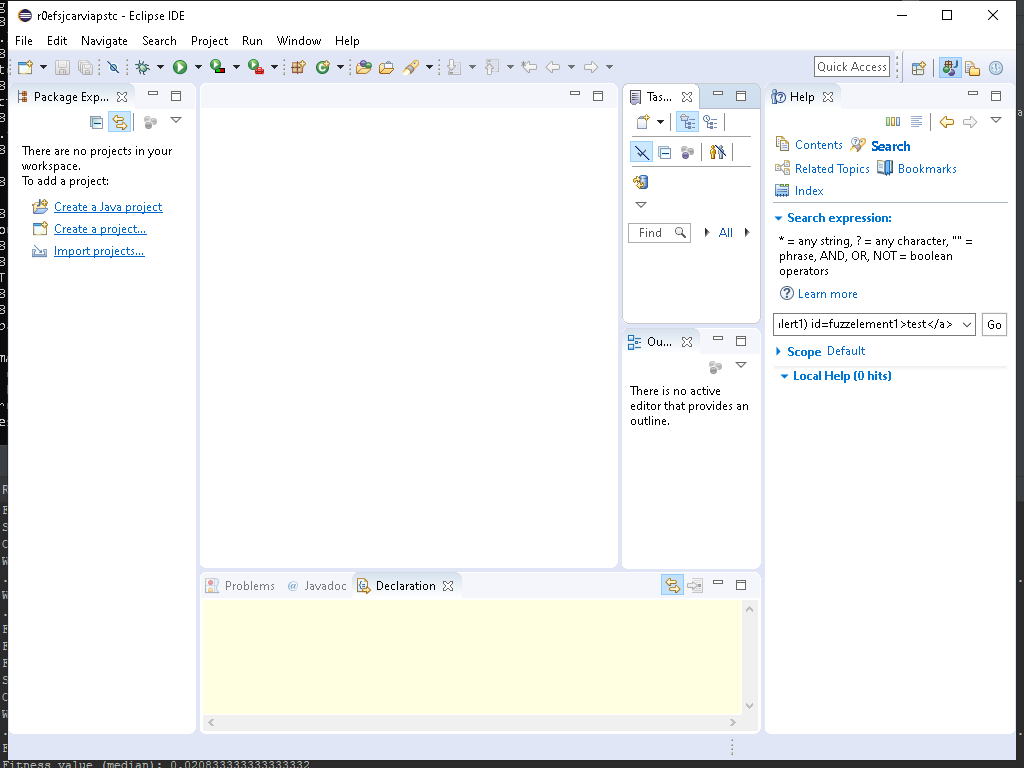 r0efsjcarviapstc - Eclipse IDE
File Edit Navigate Search Project Run Window Help
Quick Access
Package Exp...
There are no projects in your
workspace.
To add a project:
Create a Java project
Create a project...
Import projects...
Tas...
Find
All
Ou...
There is no active
editor that provides an
outline.
Problems @ Javadoc Declaration
Help
Contents Search
Related Topics Bookmarks
Index
Search expression:
* = any string, ? = any character, "" =
phrase, AND, OR, NOT = boolean
operators
Learn more
lert1) id=fuzzelement1>test</a> Go
Scope Default
Local Help (0 hits)
Fitness value (median): 0.020833333333333332